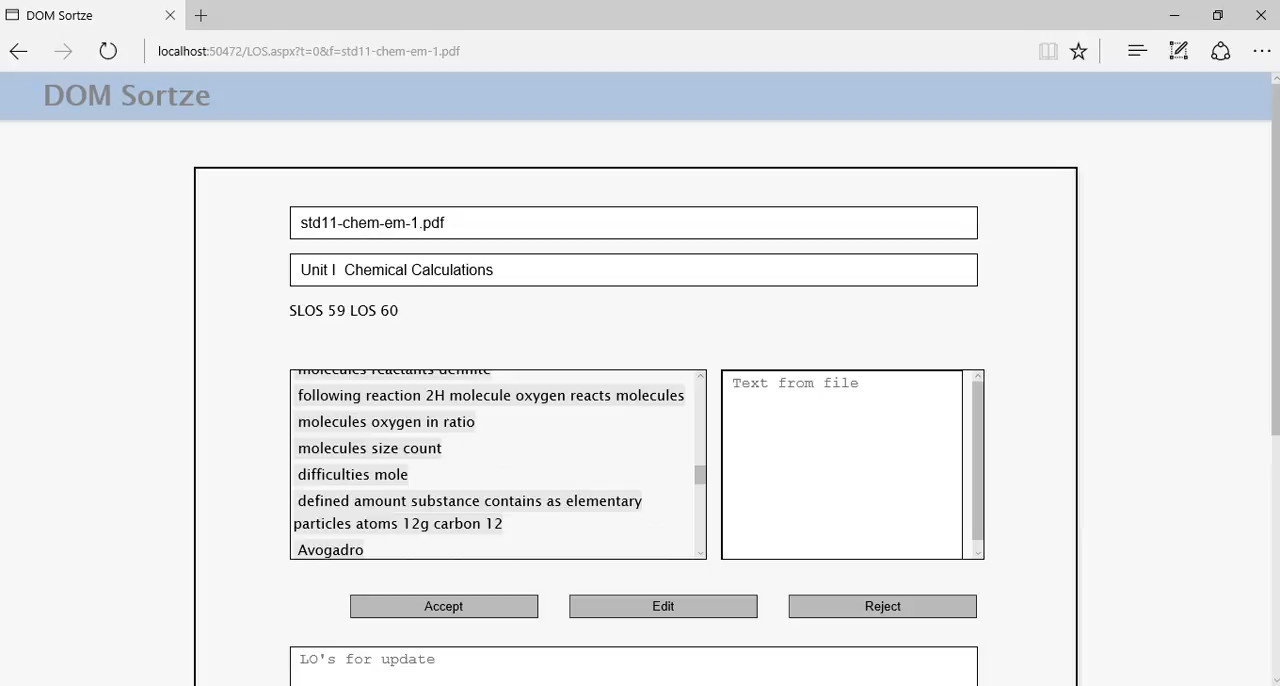 DOM Sortze
localhost:50472/LOS.aspx?t=0&f=std11-chem-em-1.pdf
DOM Sortze
std11-chem-em-1.pdf
Unit I  Chemical Calculations
SLOS 59 LOS 60
molecules reactants definite
following reaction 2H molecule oxygen reacts molecules
molecules oxygen in ratio
molecules size count
difficulties mole
defined amount substance contains as elementary
particles atoms 12g carbon 12
Avogadro
Text from file
Accept Edit Reject
LO's for update